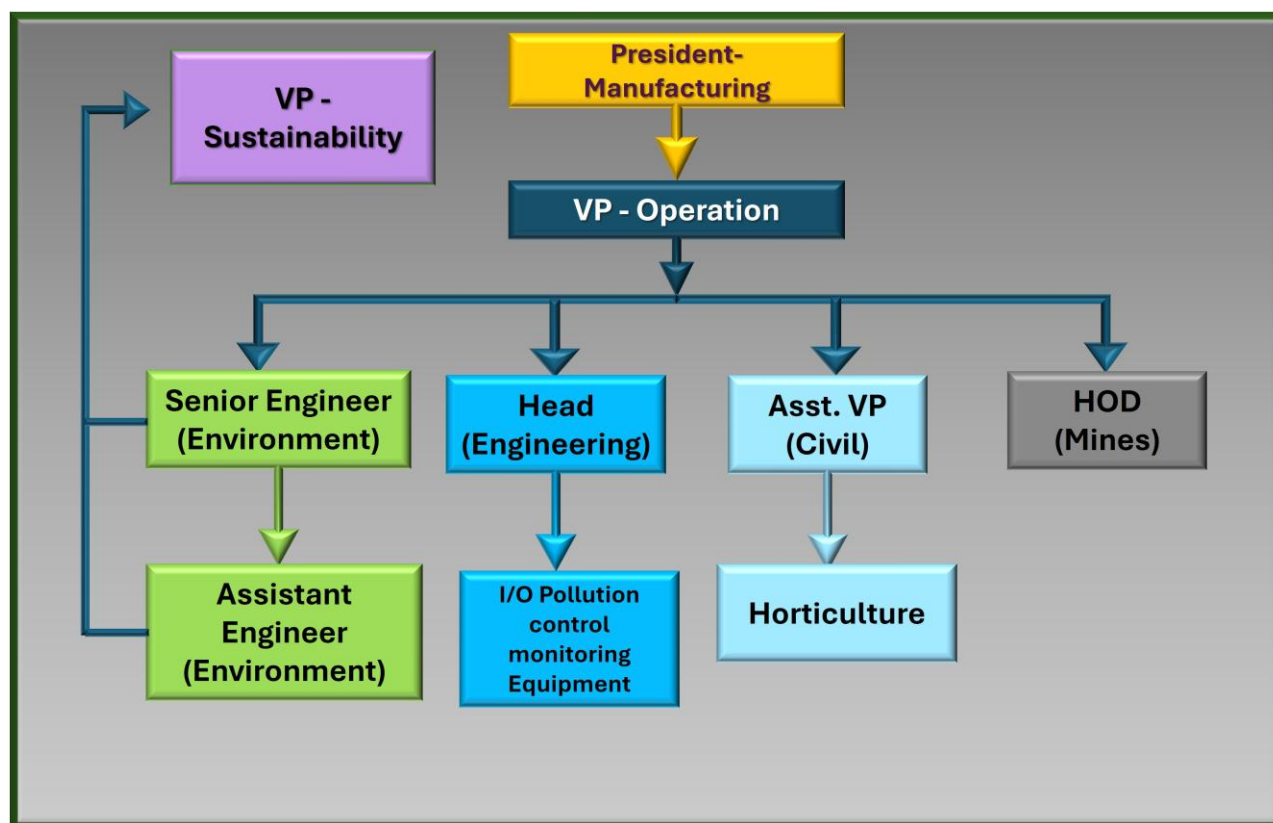 President-
Manufacturing
VP -
Sustainability
VP - Operation
Senior Engineer
(Environment)
Head
(Engineering)
Asst. VP
(Civil)
HOD
(Mines)
Assistant
Engineer
(Environment)
I/O Pollution
control
monitoring
Equipment
Horticulture